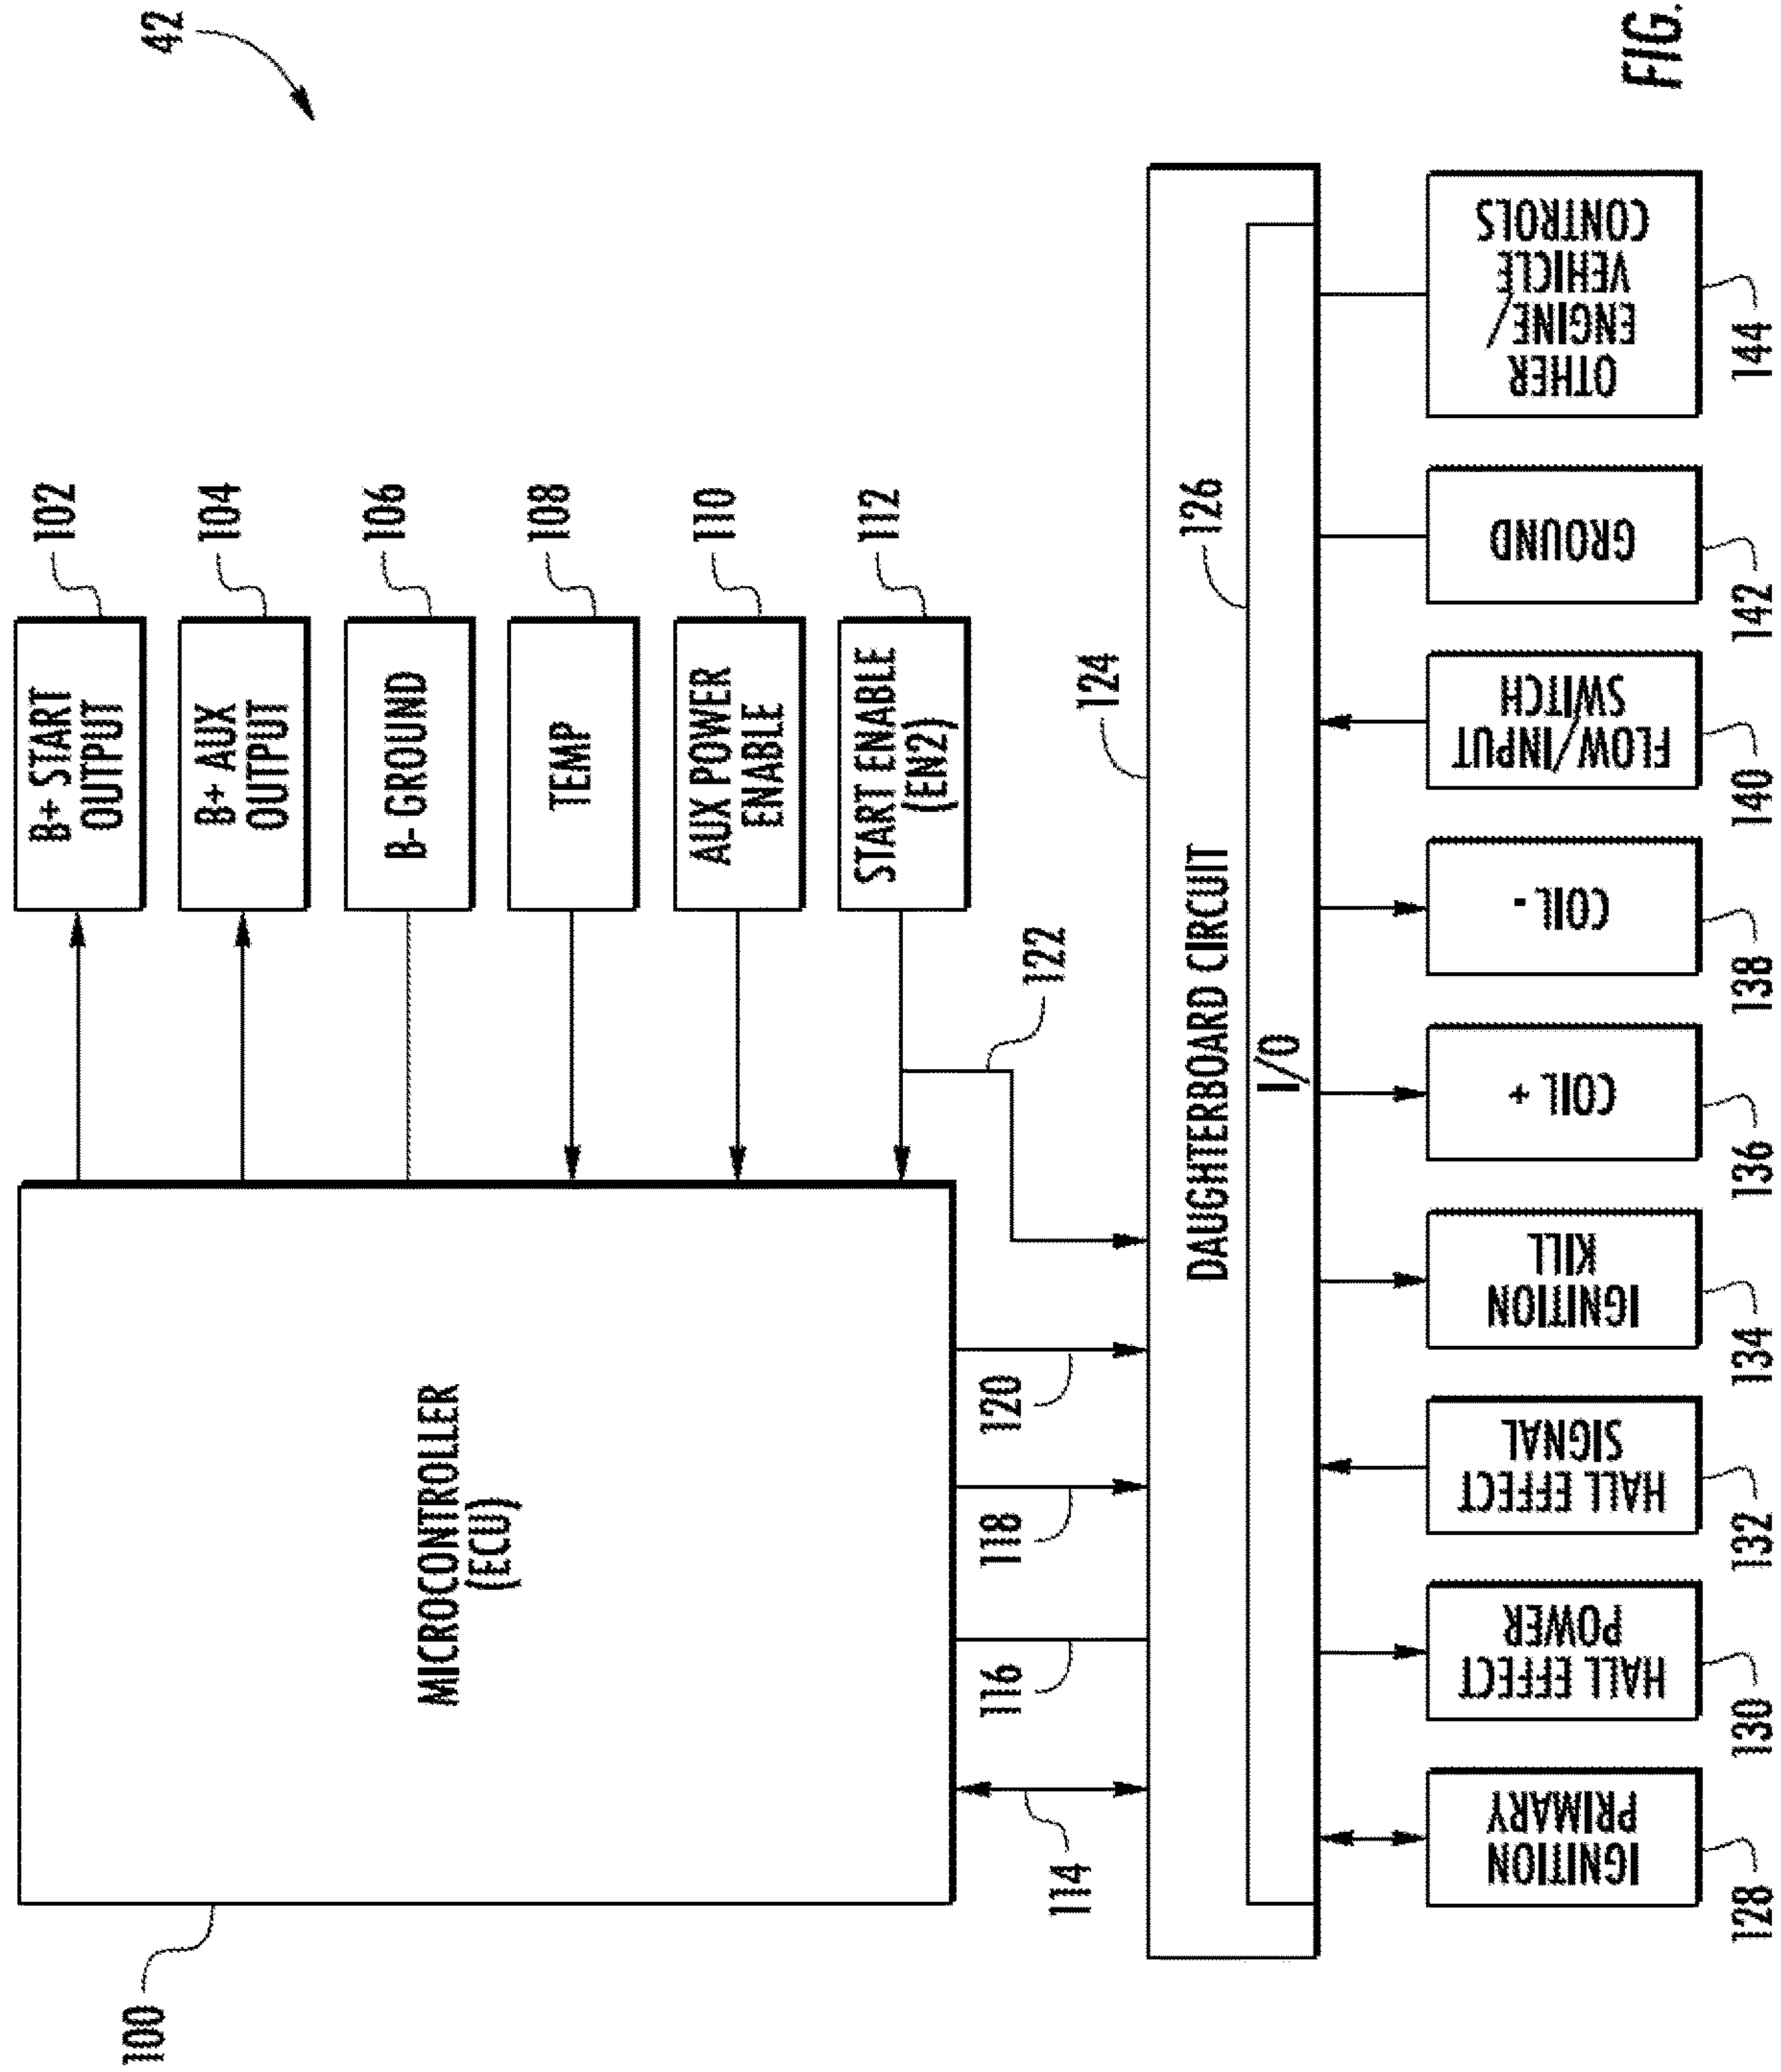 42
100
MICROCONTROLLER
(ECU)
B+ START
OUTPUT
102
B+ AUX
OUTPUT
104
B- GROUND
106
TEMP
108
AUX POWER
ENABLE
110
START ENABLE
(EN2)
112
114
116
118
120
122
124
DAUGHTERBOARD CIRCUIT
126
I/O
IGNITION
PRIMARY
128
HALL EFFECT
POWER
130
HALL EFFECT
SIGNAL
132
IGNITION
KILL
134
COIL +
136
COIL -
138
FLOW/INPUT
SWITCH
140
GROUND
142
OTHER
ENGINE/
VEHICLE
CONTROLS
144
FIG.